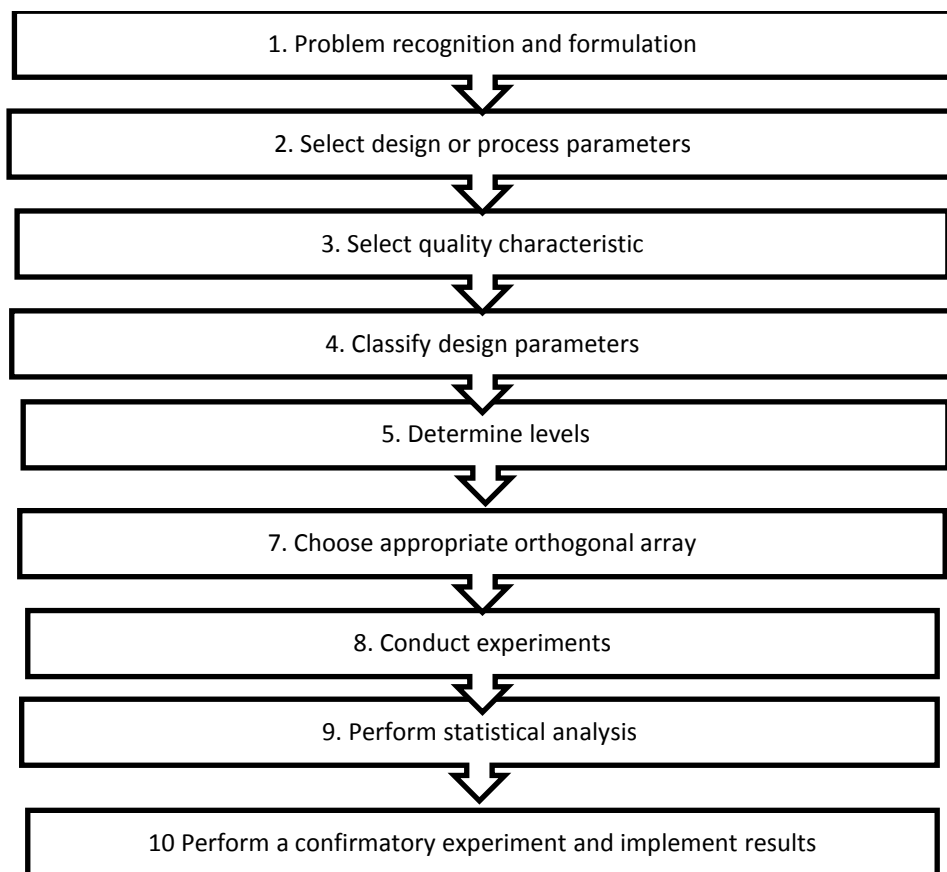 1. Problem recognition and formulation
2. Select design or process parameters
3. Select quality characteristic
4. Classify design parameters
5. Determine levels
7. Choose appropriate orthogonal array
8. Conduct experiments
9. Perform statistical analysis
10 Perform a confirmatory experiment and implement results